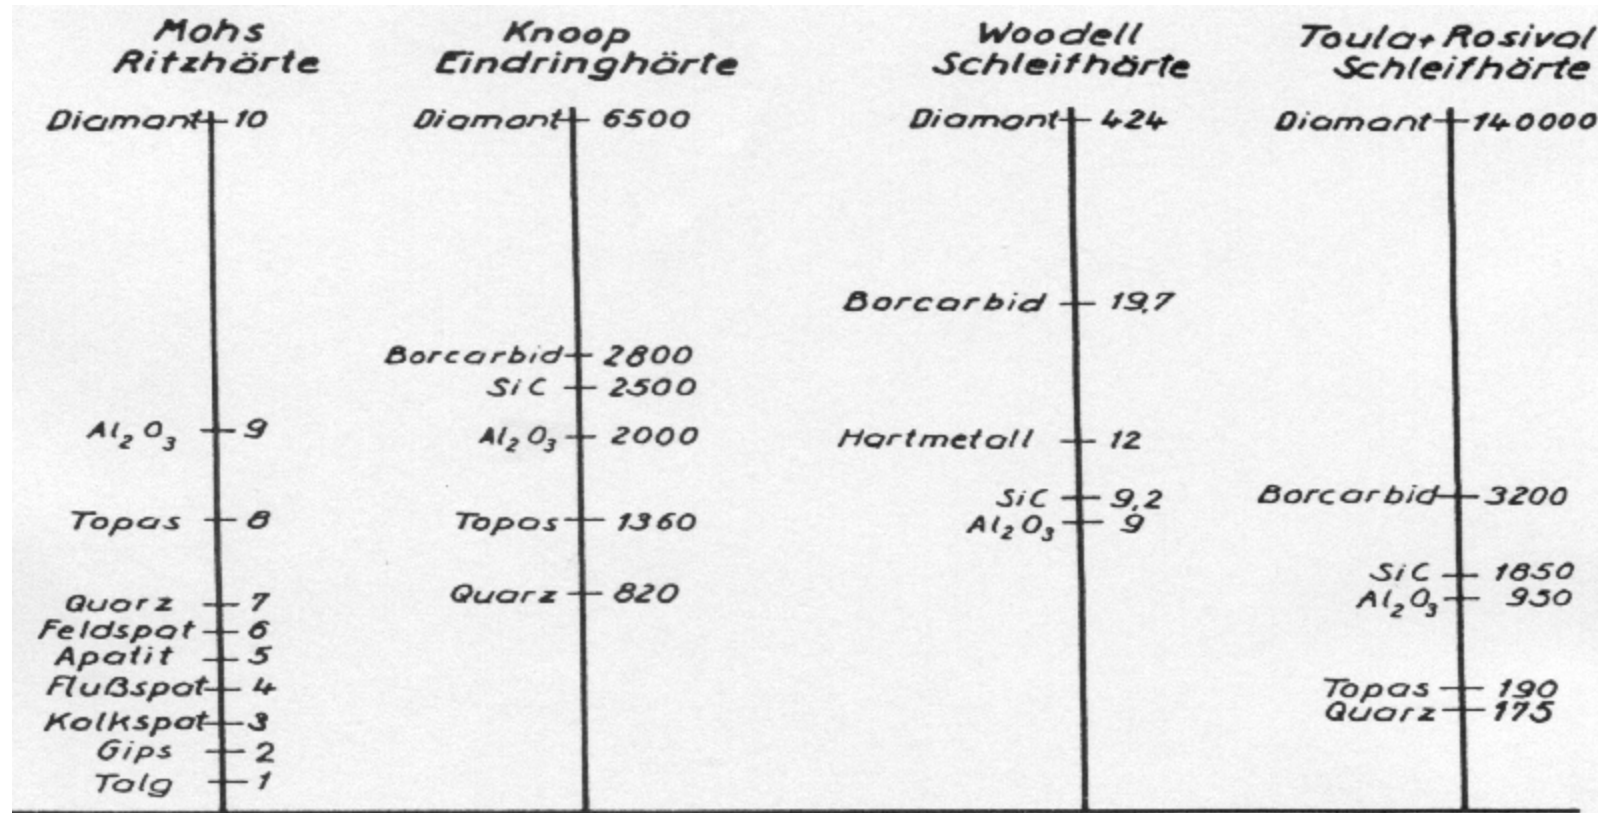 Mohs
Ritzhärte
Diamant 10
Al₂O₃ 9
Topas 8
Quarz 7
Feldspat 6
Apatit 5
Flußspat 4
Kalkspat 3
Gips 2
Talg 1
Knoop
Eindringhärte
Diamant 6500
Borcarbid 2800
SiC 2500
Al₂O₃ 2000
Topas 1360
Quarz 820
Woodell
Schleifhärte
Diamant 424
Borcarbid 19,7
Hartmetall 12
SiC 9,2
Al₂O₃ 9
Toula+Rosival
Schleifhärte
Diamant 140000
Borcarbid 3200
SiC 1850
Al₂O₃ 950
Topas 190
Quarz 175